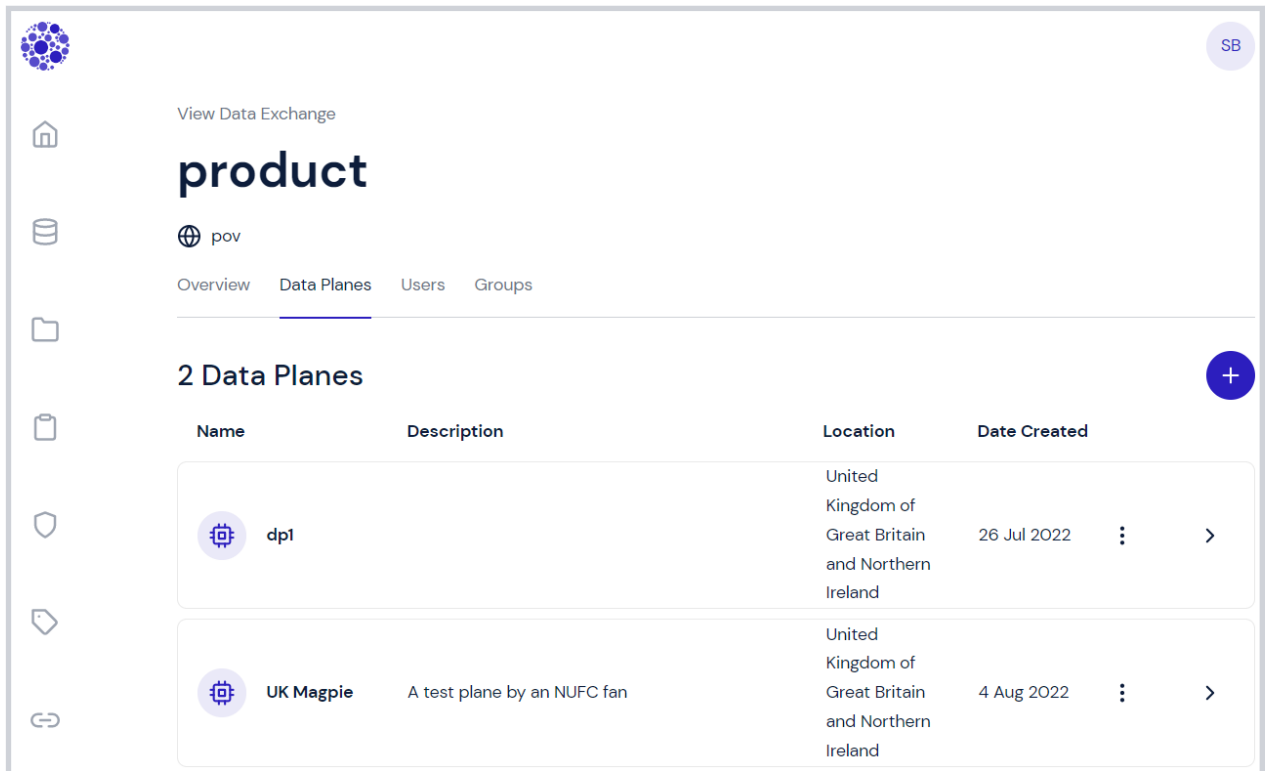 SB
View Data Exchange
product
pov
Overview Data Planes Users Groups
2 Data Planes
Name Description Location Date Created
dp1
United
Kingdom of
Great Britain
and Northern
Ireland
26 Jul 2022
UK Magpie
A test plane by an NUFC fan
United
Kingdom of
Great Britain
and Northern
Ireland
4 Aug 2022